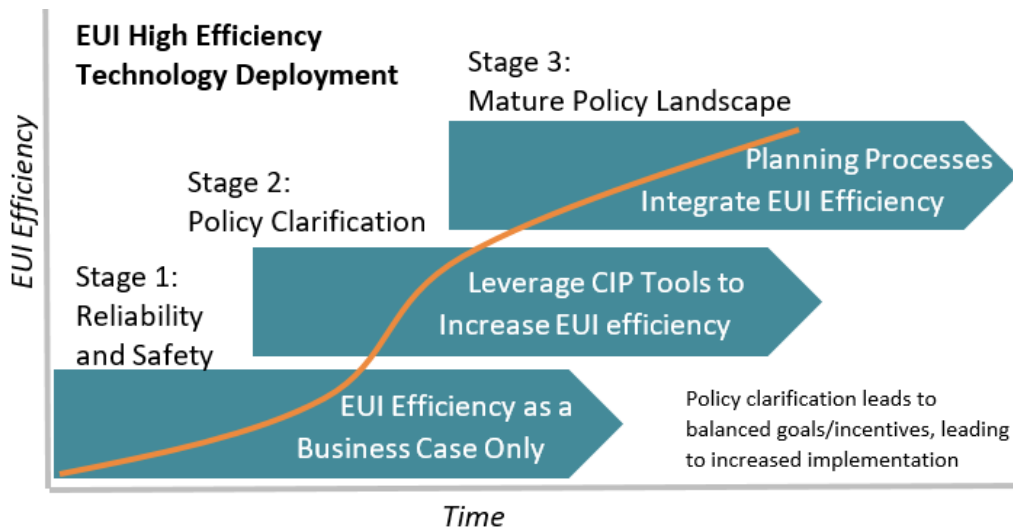 EUI High Efficiency
Technology Deployment
Stage 3:
Mature Policy Landscape
Planning Processes
Integrate EUI Efficiency
Stage 2:
Policy Clarification
Leverage CIP Tools to
Increase EUI efficiency
Stage 1:
Reliability
and Safety
EUI Efficiency as a
Business Case Only
Policy clarification leads to
balanced goals/incentives, leading
to increased implementation
EUI Efficiency
Time